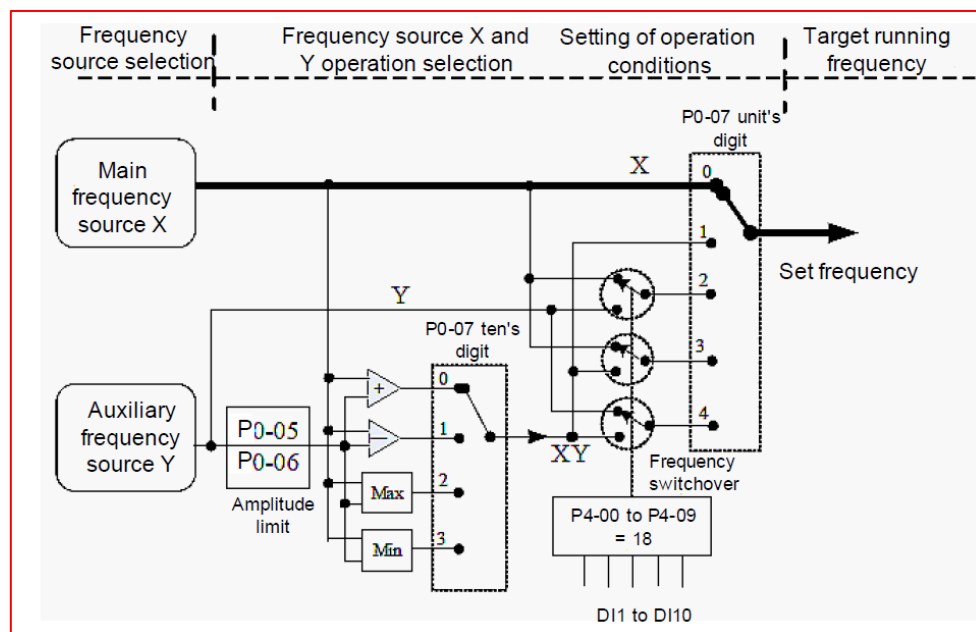 Frequency
source selection
Frequency source X and
Y operation selection
Setting of operation
conditions
Target running
frequency
P0-07 unit's
digit
Main
frequency
source X
X
0
1
2
3
4
Set frequency
Y
P0-07 ten's
digit
0
1
2
3
+
−
Max
Min
Auxiliary
frequency
source Y
P0-05
P0-06
Amplitude
limit
XY
Frequency
switchover
P4-00 to P4-09
= 18
DI1 to DI10